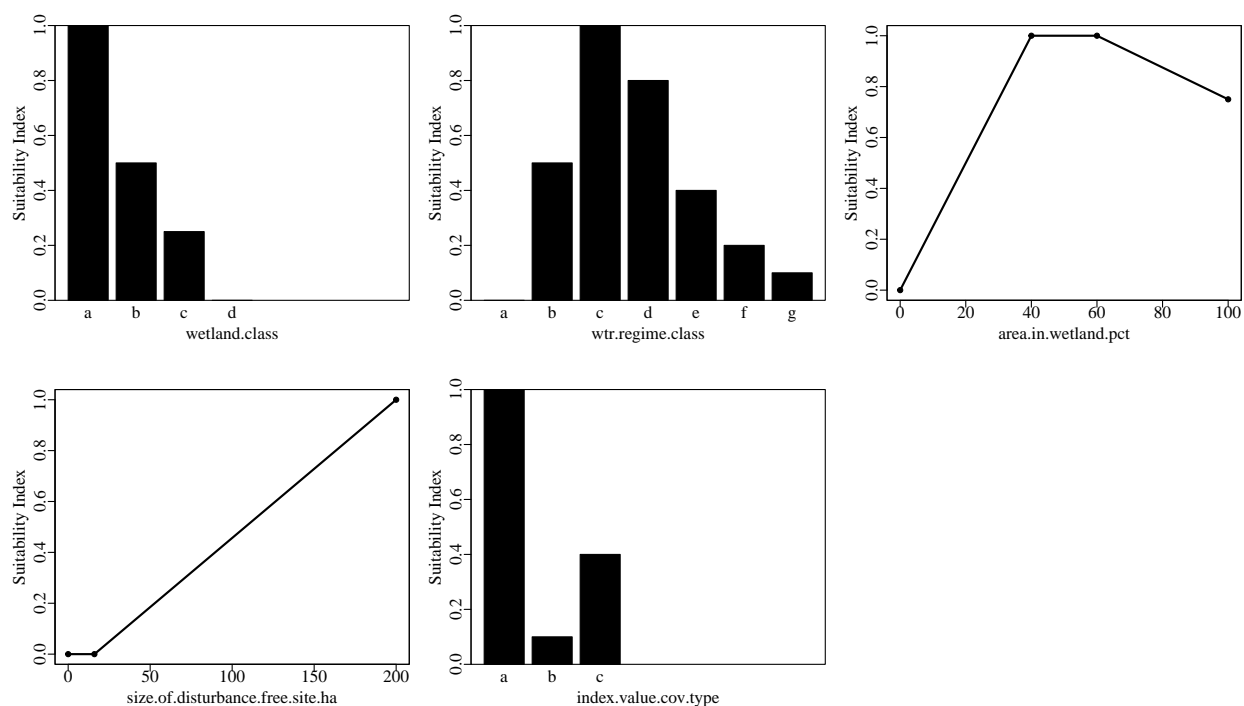 Suitability Index
0.0 0.2 0.4 0.6 0.8 1.0
a b c d
wetland.class
Suitability Index
0.0 0.2 0.4 0.6 0.8 1.0
a b c d e f g
wtr.regime.class
Suitability Index
0.0 0.2 0.4 0.6 0.8 1.0
0 20 40 60 80 100
area.in.wetland.pct
Suitability Index
0.0 0.2 0.4 0.6 0.8 1.0
0 50 100 150 200
size.of.disturbance.free.site.ha
Suitability Index
0.0 0.2 0.4 0.6 0.8 1.0
a b c
index.value.cov.type